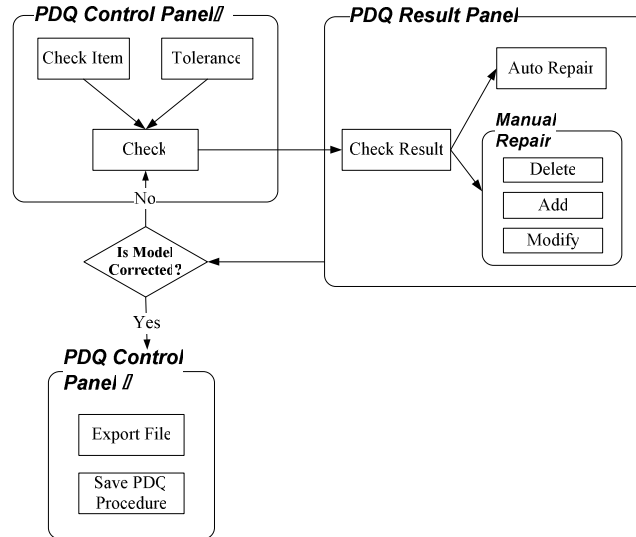 PDQ Control Panel
Check Item
Tolerance
Check
No
PDQ Result Panel
Check Result
Auto Repair
Manual
Repair
Delete
Add
Modify
Is Model
Corrected?
Yes
PDQ Control
Panel
Export File
Save PDQ
Procedure